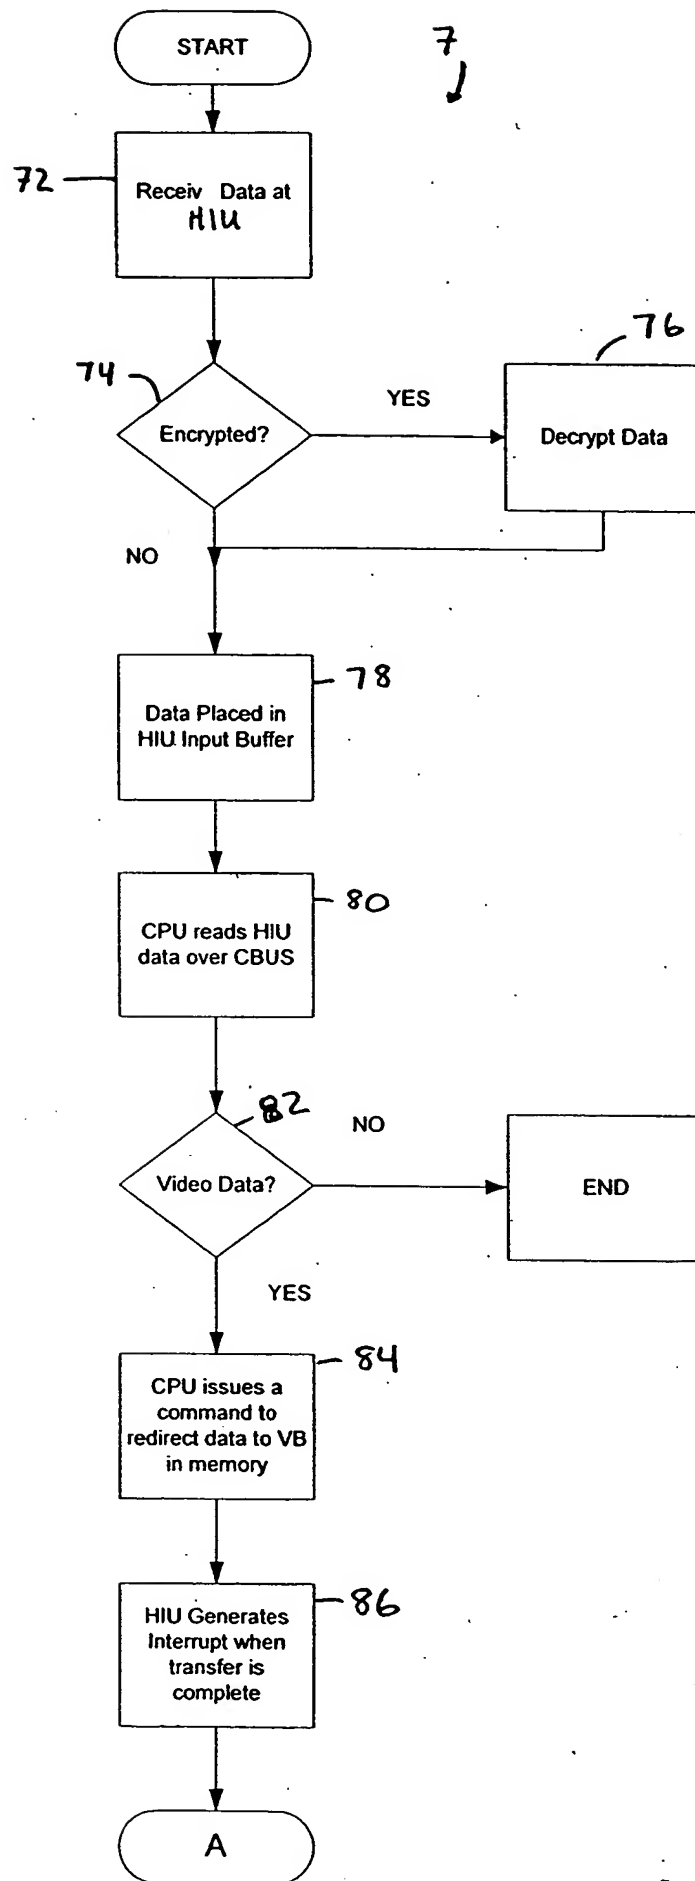 START
7
72
Receiv Data at
HIU
74
Encrypted?
YES
76
Decrypt Data
NO
78
Data Placed in
HIU Input Buffer
80
CPU reads HIU
data over CBUS
82
Video Data?
NO
END
YES
84
CPU issues a
command to
redirect data to VB
in memory
86
HIU Generates
Interrupt when
transfer is
complete
A